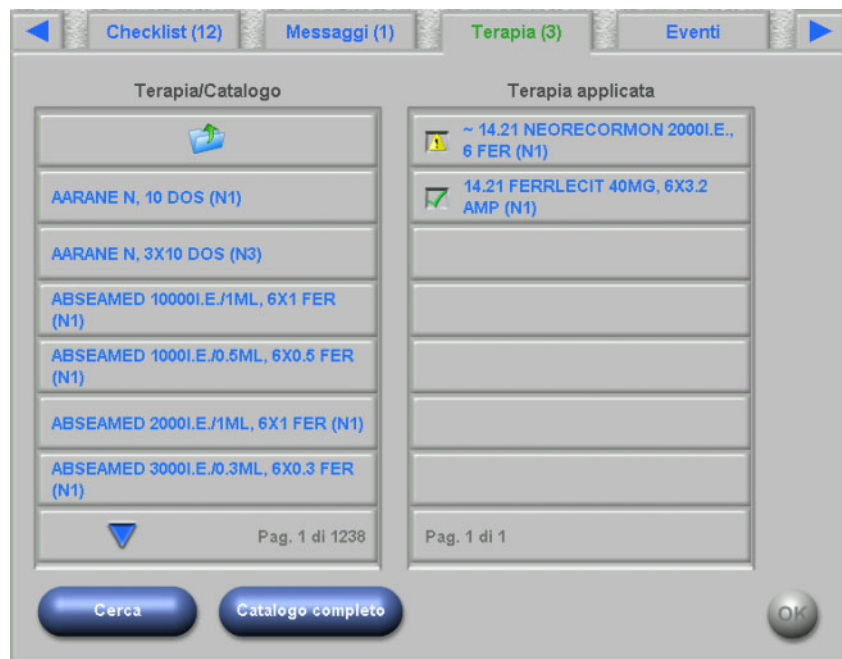 Checklist (12)
Messaggi (1)
Terapia (3)
Eventi
Terapia/Catalogo
AARANE N, 10 DOS (N1)
AARANE N, 3X10 DOS (N3)
ABSEAMED 10000I.E./1ML, 6X1 FER
(N1)
ABSEAMED 1000I.E./0.5ML, 6X0.5 FER
(N1)
ABSEAMED 2000I.E./1ML, 6X1 FER (N1)
ABSEAMED 3000I.E./0.3ML, 6X0.3 FER
(N1)
Pag. 1 di 1238
Terapia applicata
~ 14.21 NEORECORMON 2000I.E.,
6 FER (N1)
14.21 FERRLECIT 40MG, 6X3.2
AMP (N1)
Pag. 1 di 1
Cerca
Catalogo completo
OK